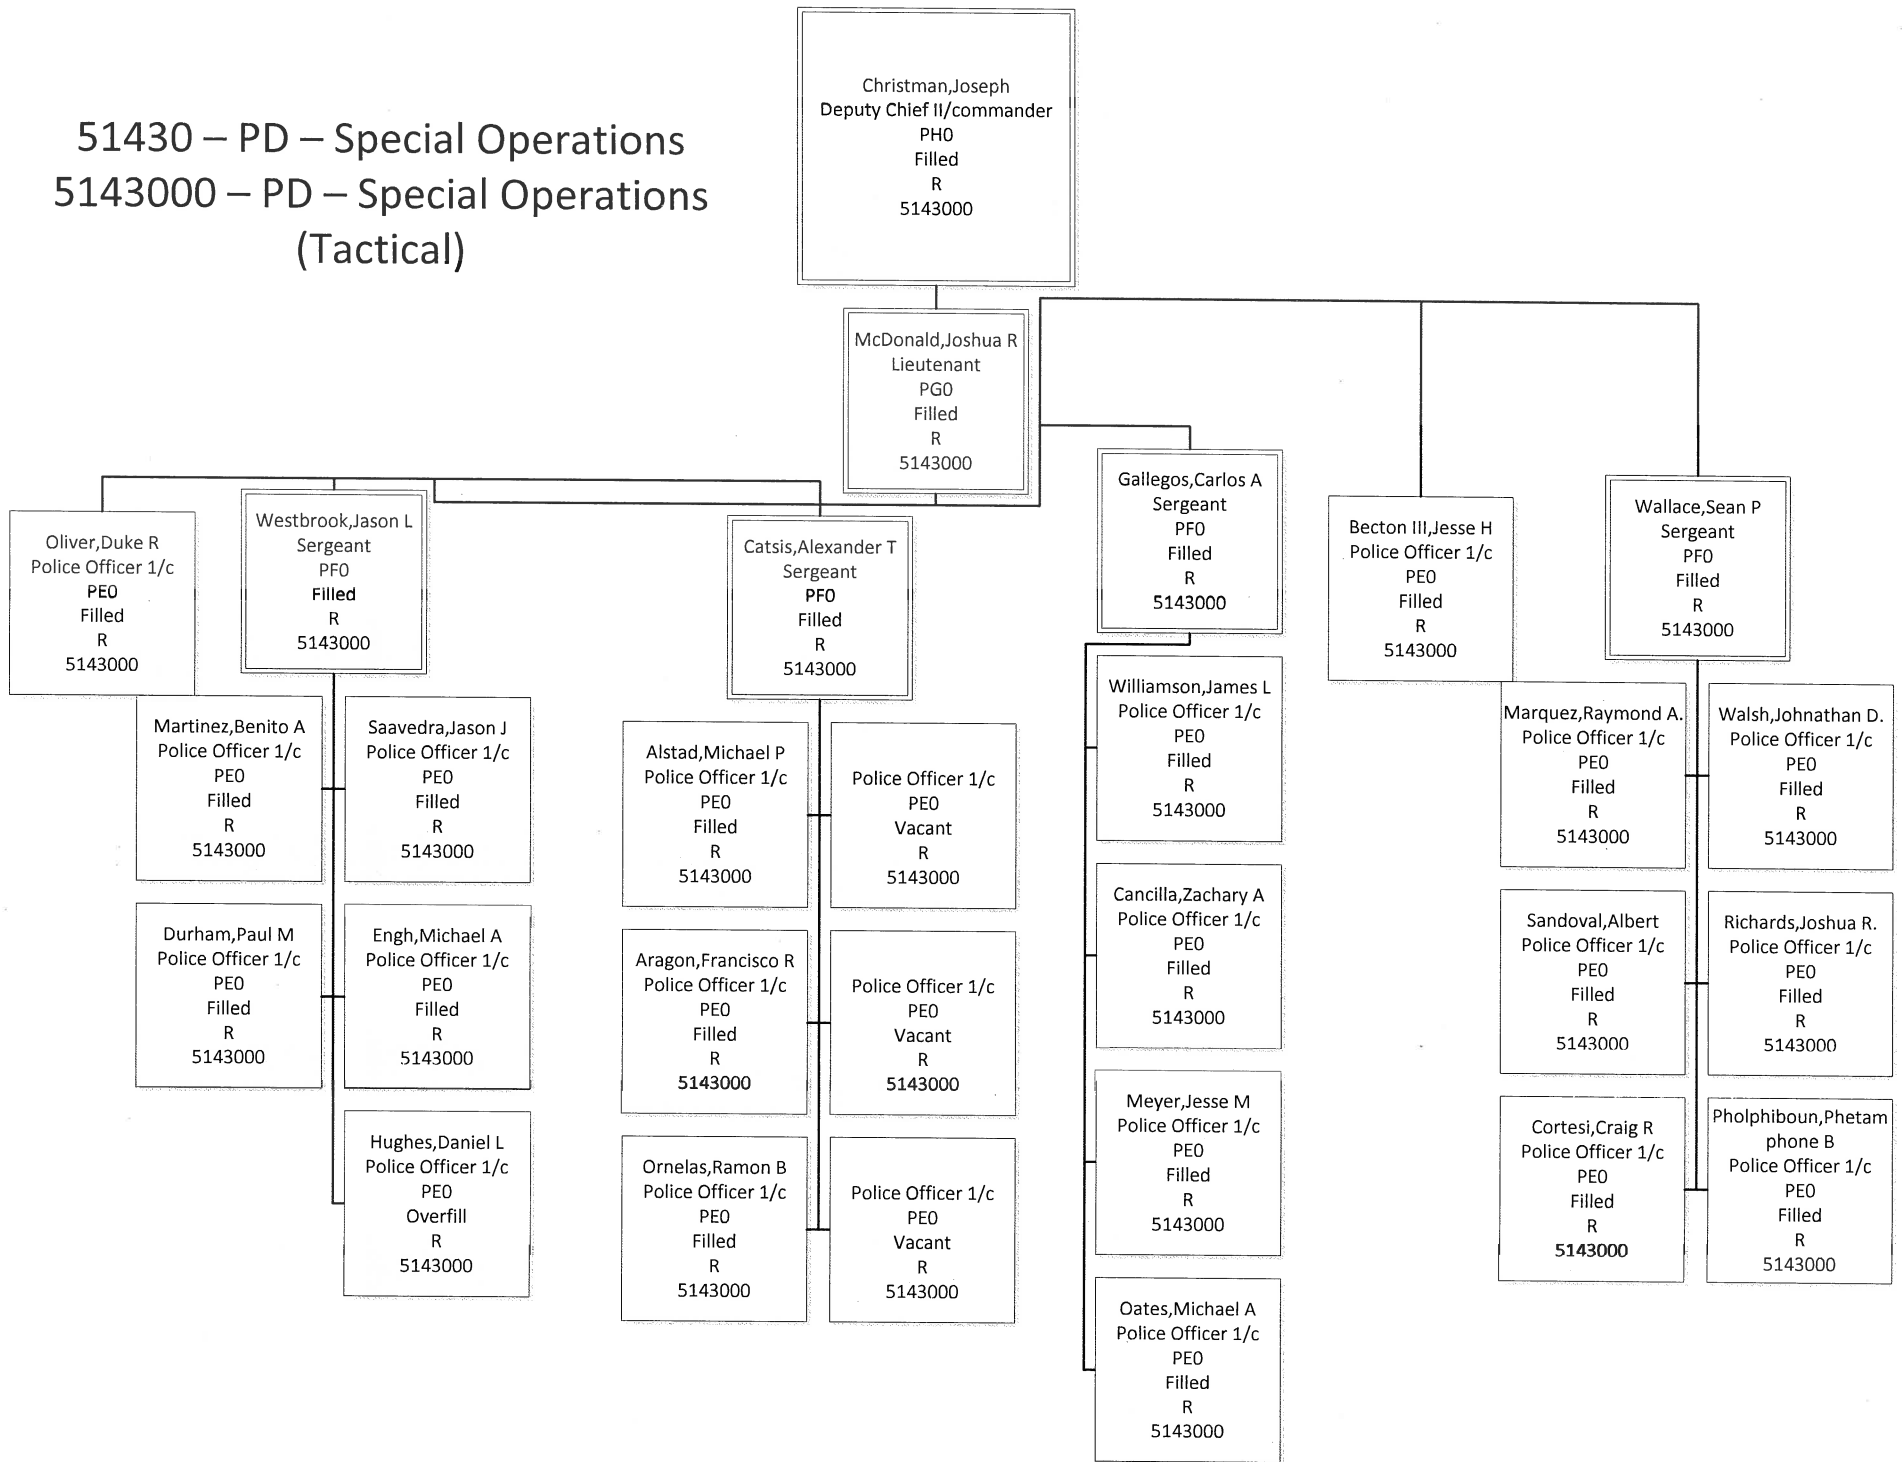 51430 – PD – Special Operations
5143000 – PD – Special Operations
(Tactical)
Christman,Joseph
Deputy Chief II/commander
PH0
Filled
R
5143000
McDonald,Joshua R
Lieutenant
PG0
Filled
R
5143000
Oliver,Duke R
Police Officer 1/c
PE0
Filled
R
5143000
Westbrook,Jason L
Sergeant
PF0
Filled
R
5143000
Martinez,Benito A
Police Officer 1/c
PE0
Filled
R
5143000
Saavedra,Jason J
Police Officer 1/c
PE0
Filled
R
5143000
Durham,Paul M
Police Officer 1/c
PE0
Filled
R
5143000
Engh,Michael A
Police Officer 1/c
PE0
Filled
R
5143000
Hughes,Daniel L
Police Officer 1/c
PE0
Overfill
R
5143000
Catsis,Alexander T
Sergeant
PF0
Filled
R
5143000
Alstad,Michael P
Police Officer 1/c
PE0
Filled
R
5143000
Police Officer 1/c
PE0
Vacant
R
5143000
Aragon,Francisco R
Police Officer 1/c
PE0
Filled
R
5143000
Police Officer 1/c
PE0
Vacant
R
5143000
Ornelas,Ramon B
Police Officer 1/c
PE0
Filled
R
5143000
Police Officer 1/c
PE0
Vacant
R
5143000
Gallegos,Carlos A
Sergeant
PF0
Filled
R
5143000
Williamson,James L
Police Officer 1/c
PE0
Filled
R
5143000
Cancilla,Zachary A
Police Officer 1/c
PE0
Filled
R
5143000
Meyer,Jesse M
Police Officer 1/c
PE0
Filled
R
5143000
Oates,Michael A
Police Officer 1/c
PE0
Filled
R
5143000
Becton III,Jesse H
Police Officer 1/c
PE0
Filled
R
5143000
Wallace,Sean P
Sergeant
PF0
Filled
R
5143000
Marquez,Raymond A.
Police Officer 1/c
PE0
Filled
R
5143000
Walsh,Johnathan D.
Police Officer 1/c
PE0
Filled
R
5143000
Sandoval,Albert
Police Officer 1/c
PE0
Filled
R
5143000
Richards,Joshua R.
Police Officer 1/c
PE0
Filled
R
5143000
Cortesi,Craig R
Police Officer 1/c
PE0
Filled
R
5143000
Pholphiboun,Phetam
phone B
Police Officer 1/c
PE0
Filled
R
5143000